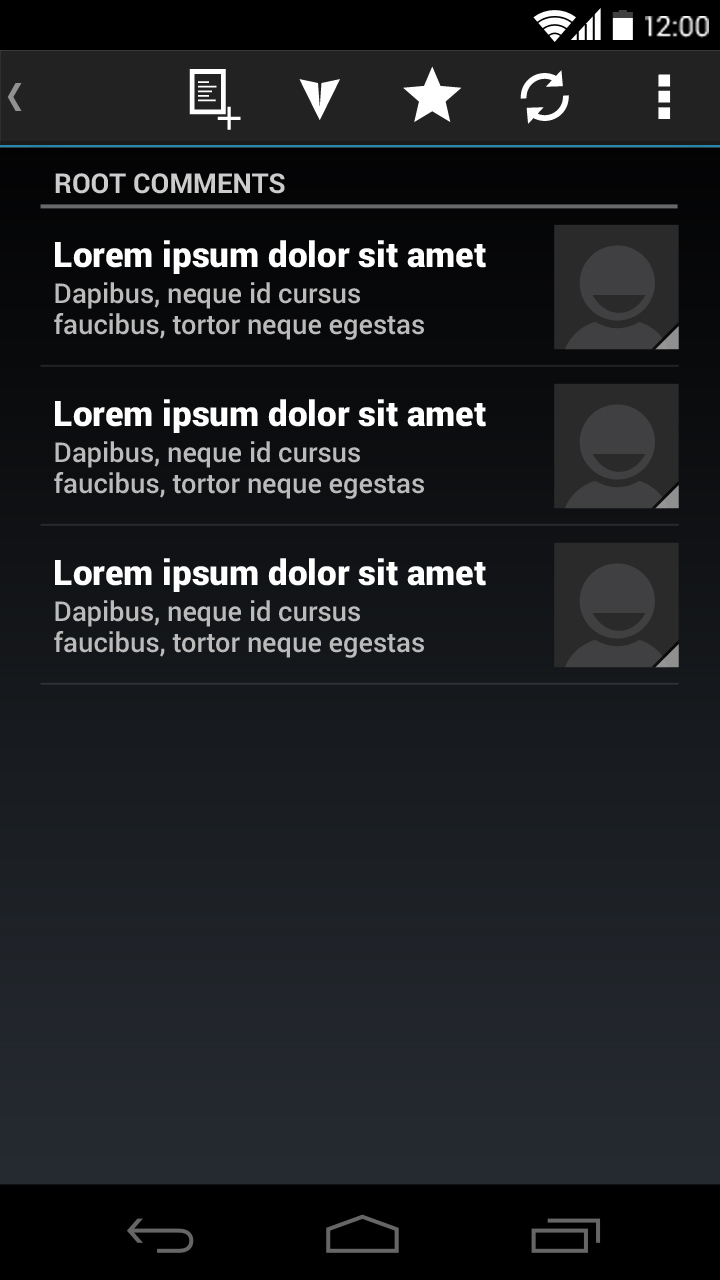 12:00
ROOT COMMENTS
Lorem ipsum dolor sit amet
Dapibus, neque id cursus
faucibus, tortor neque egestas
Lorem ipsum dolor sit amet
Dapibus, neque id cursus
faucibus, tortor neque egestas
Lorem ipsum dolor sit amet
Dapibus, neque id cursus
faucibus, tortor neque egestas